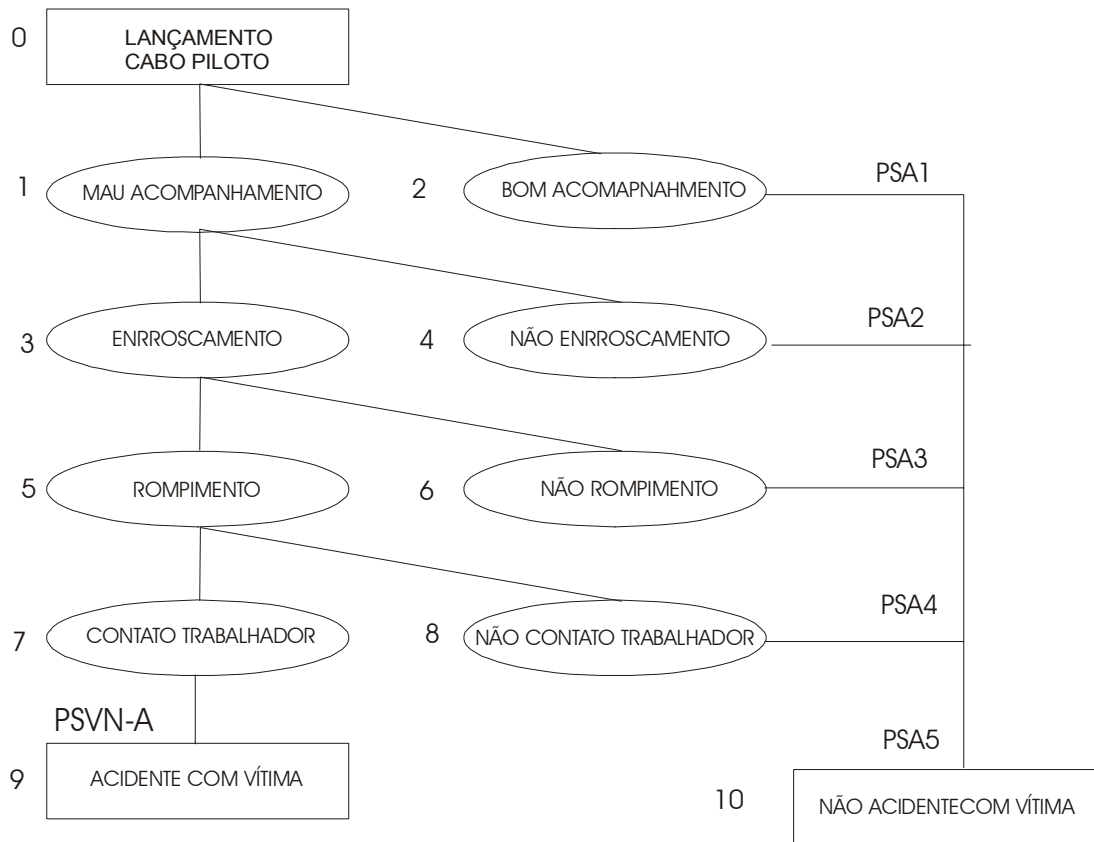 0
LANÇAMENTO
CABO PILOTO
1
MAU ACOMPANHAMENTO
2
BOM ACOMAPNAHMENTO
PSA1
3
ENRROSCAMENTO
4
NÃO ENRROSCAMENTO
PSA2
5
ROMPIMENTO
6
NÃO ROMPIMENTO
PSA3
7
CONTATO TRABALHADOR
8
NÃO CONTATO TRABALHADOR
PSA4
PSVN-A
PSA5
9
ACIDENTE COM VÍTIMA
10
NÃO ACIDENTECOM VÍTIMA